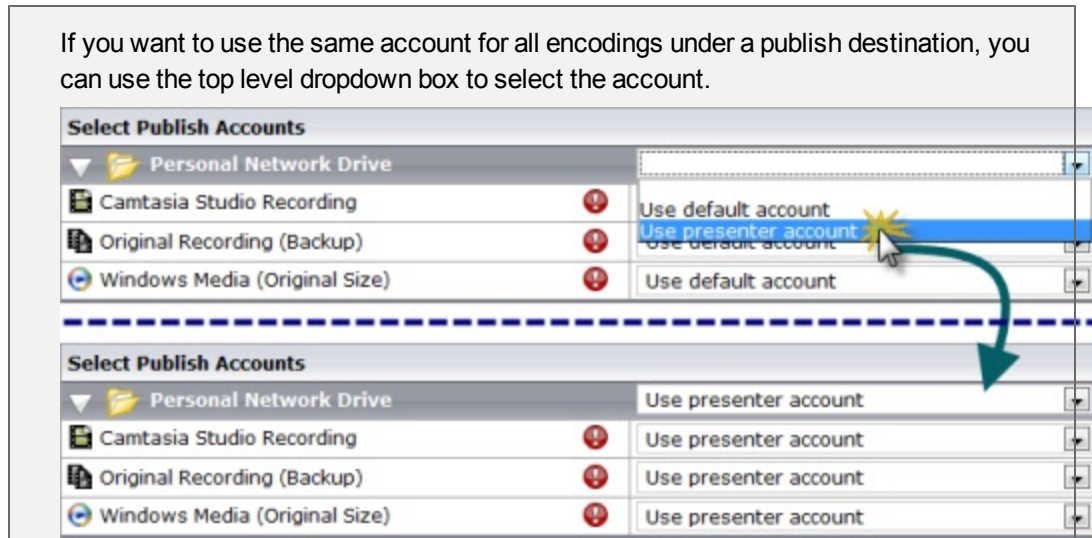 If you want to use the same account for all encodings under a publish destination, you
can use the top level dropdown box to select the account.
Select Publish Accounts
Personal Network Drive
Use default account
Camtasia Studio Recording
Use presenter account
Original Recording (Backup) Use default account
Windows Media (Original Size) Use default account
Select Publish Accounts
Personal Network Drive Use presenter account
Camtasia Studio Recording Use presenter account
Original Recording (Backup) Use presenter account
Windows Media (Original Size) Use presenter account